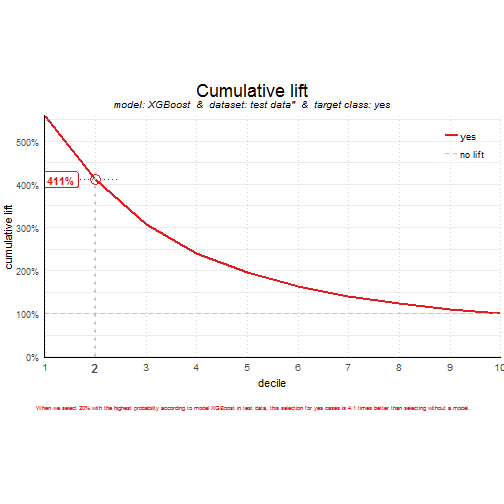 Cumulative lift
model: XGBoost & dataset: test data* & target class: yes
yes
no lift
cumulative lift
500%
400%
300%
200%
100%
0%
411%
1 2 3 4 5 6 7 8 9 10
decile
When we select 20% with the highest probability according to model XGBoost in test data, this selection for yes cases is 4.1 times better than selecting without a model.